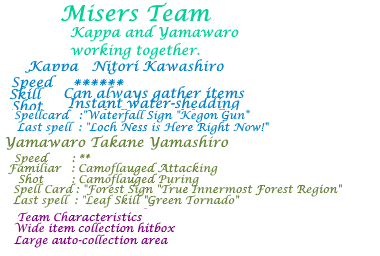 Misers Team
Kappa and Yamawaro
working together.
Kappa Nitori Kawashiro
Speed ******
Skill Can always gather items
Shot Instant water-shedding
Spellcard :"Waterfall Sign "Kegon Gun"
Last spell : "Loch Ness is Here Right Now!"
Yamawaro Takane Yamashiro
Speed : **
Familiar : Camoflauged Attacking
Shot : Camoflauged Puring
Spell Card : "Forest Sign "True Innermost Forest Region"
Last spell : "Leaf Skill "Green Tornado"
Team Characteristics
Wide item collection hitbox
Large auto-collection area